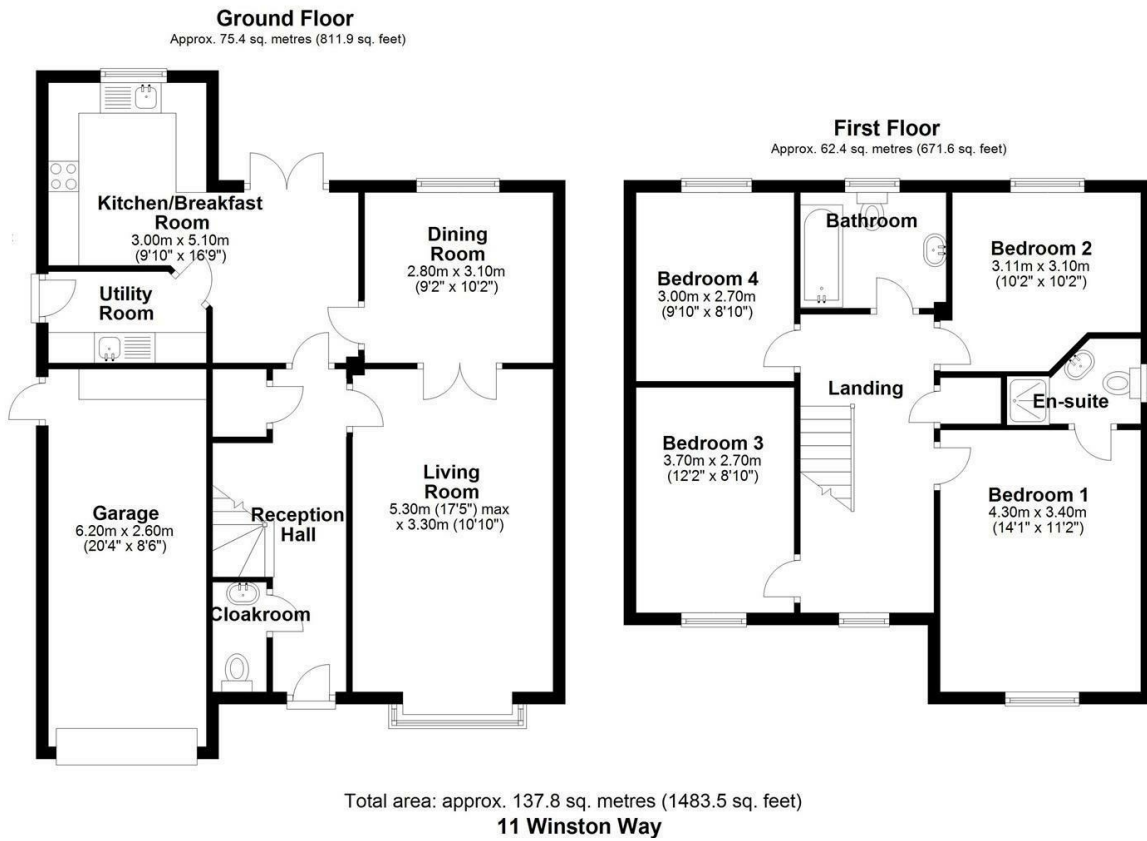 Ground Floor
Approx. 75.4 sq. metres (811.9 sq. feet)
Kitchen/Breakfast
Room
3.00m x 5.10m
(9'10" x 16'9")
Dining
Room
2.80m x 3.10m
(9'2" x 10'2")
Utility
Room
Garage
6.20m x 2.60m
(20'4" x 8'6")
Reception
Hall
Living
Room
5.30m (17'5") max
x 3.30m (10'10")
Cloakroom
First Floor
Approx. 62.4 sq. metres (671.6 sq. feet)
Bathroom
Bedroom 4
3.00m x 2.70m
(9'10" x 8'10")
Bedroom 2
3.11m x 3.10m
(10'2" x 10'2")
Landing
En-suite
Bedroom 3
3.70m x 2.70m
(12'2" x 8'10")
Bedroom 1
4.30m x 3.40m
(14'1" x 11'2")
Total area: approx. 137.8 sq. metres (1483.5 sq. feet)
11 Winston Way